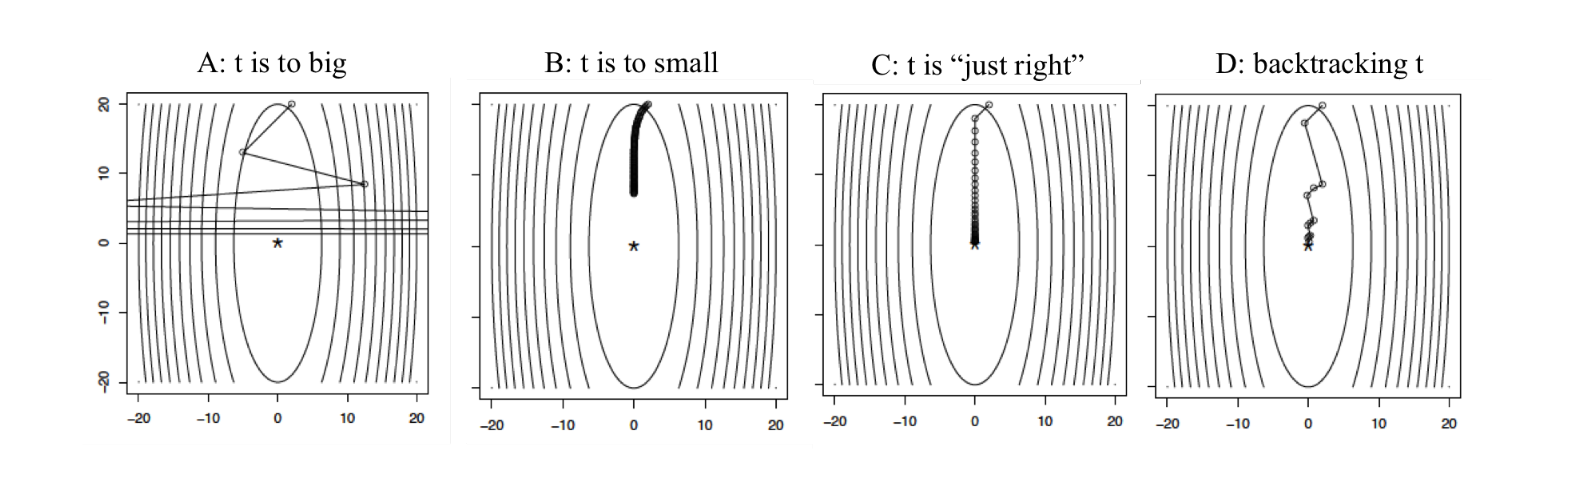 A: t is to big
B: t is to small
C: t is “just right”
D: backtracking t
20
10
0
−10
−20
−20 −10 0 10 20
−20 −10 0 10 20
−20 −10 0 10 20
−20 −10 0 10 20